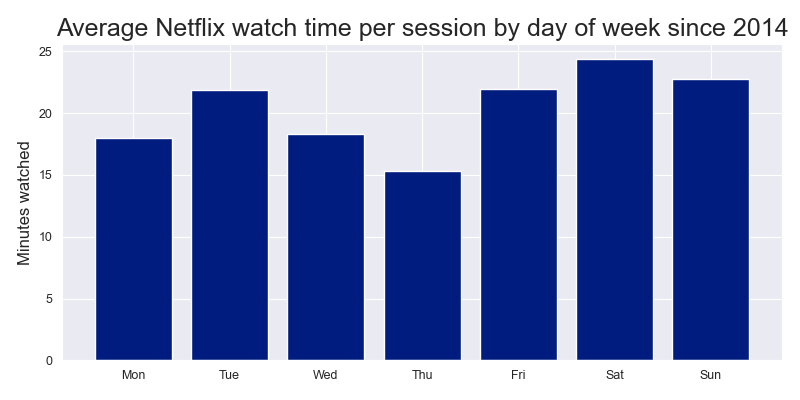 Average Netflix watch time per session by day of week since 2014
25
20
15
10
5
0
Minutes watched
Mon Tue Wed Thu Fri Sat Sun